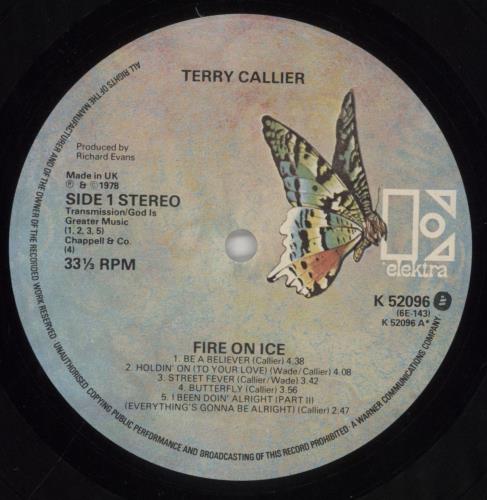 TERRY CALLIER
Produced by
Richard Evans
Made in UK
℗ & ©1978
SIDE 1 STEREO
Transmission/God Is
Greater Music
(1, 2, 3, 5)
Chappell & Co.
(4)
33⅓ RPM
elektra
K 52096
(6E-143)
K 52096 A*
FIRE ON ICE
1. BE A BELIEVER (Callier) 4.38
2. HOLDIN' ON (TO YOUR LOVE) (Wade/Callier) 4.08
3. STREET FEVER (Callier/Wade) 3.42
4. BUTTERFLY (Callier) 3.56
5. I BEEN DOIN' ALRIGHT (PART II)
(EVERYTHING'S GONNA BE ALRIGHT) (Callier) 2:47
ALL RIGHTS OF THE MANUFACTURER AND OF THE OWNER OF THE RECORDED WORK RESERVED. UNAUTHORISED COPYING PUBLIC PERFORMANCE AND BROADCASTING OF THIS RECORD PROHIBITED · A WARNER COMMUNICATIONS COMPANY